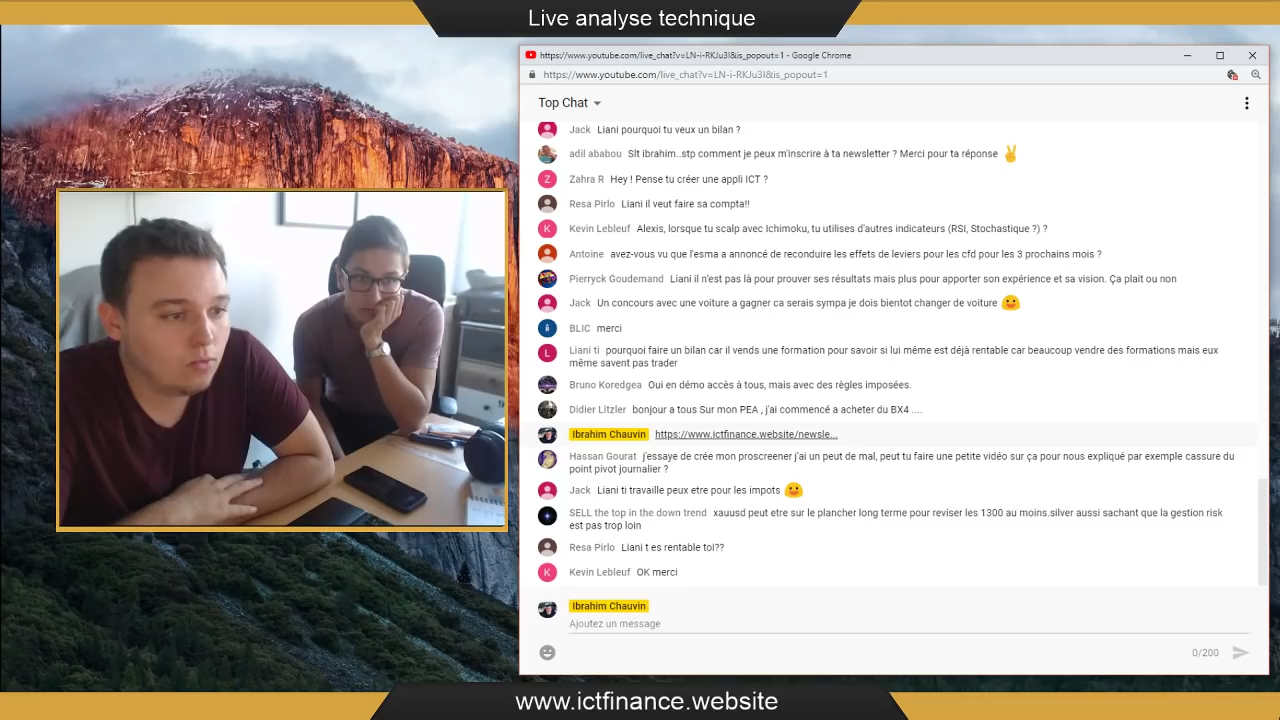 Live analyse technique
https://www.youtube.com/live_chat?v=LN-i-RKJu3I&is_popout=1 - Google Chrome
https://www.youtube.com/live_chat?v=LN-i-RKJu3I&is_popout=1
Top Chat
Jack Liani pourquoi tu veux un bilan ?
adil ababou Slt ibrahim..stp comment je peux m'inscrire à ta newsletter ? Merci pour ta réponse
Z Zahra R Hey ! Pense tu créer une appli ICT ?
Resa Pirlo Liani il veut faire sa compta!!
K Kevin Lebleuf Alexis, lorsque tu scalp avec Ichimoku, tu utilises d'autres indicateurs (RSI, Stochastique ?) ?
Antoine avez-vous vu que l'esma a annoncé de reconduire les effets de leviers pour les cfd pour les 3 prochains mois ?
Pierryck Goudemand Liani il n'est pas là pour prouver ses résultats mais plus pour apporter son expérience et sa vision. Ça plait ou non
Jack Un concours avec une voiture a gagner ca serais sympa je dois bientot changer de voiture
BLIC merci
L Liani ti pourquoi faire un bilan car il vends une formation pour savoir si lui même est déjà rentable car beaucoup vendre des formations mais eux
même savent pas trader
Bruno Koredgea Oui en démo accès à tous, mais avec des règles imposées.
Didier Litzler bonjour a tous Sur mon PEA , j'ai commencé a acheter du BX4 ....
Ibrahim Chauvin https://www.ictfinance.website/newsle...
Hassan Gourat j'essaye de crée mon proscreener j'ai un peut de mal, peut tu faire une petite vidéo sur ça pour nous expliqué par exemple cassure du
point pivot journalier ?
Jack Liani ti travaille peux etre pour les impots
SELL the top in the down trend xauusd peut etre sur le plancher long terme pour reviser les 1300 au moins.silver aussi sachant que la gestion risk
est pas trop loin
Resa Pirlo Liani t es rentable toi??
K Kevin Lebleuf OK merci
Ibrahim Chauvin
Ajoutez un message
0/200
www.ictfinance.website